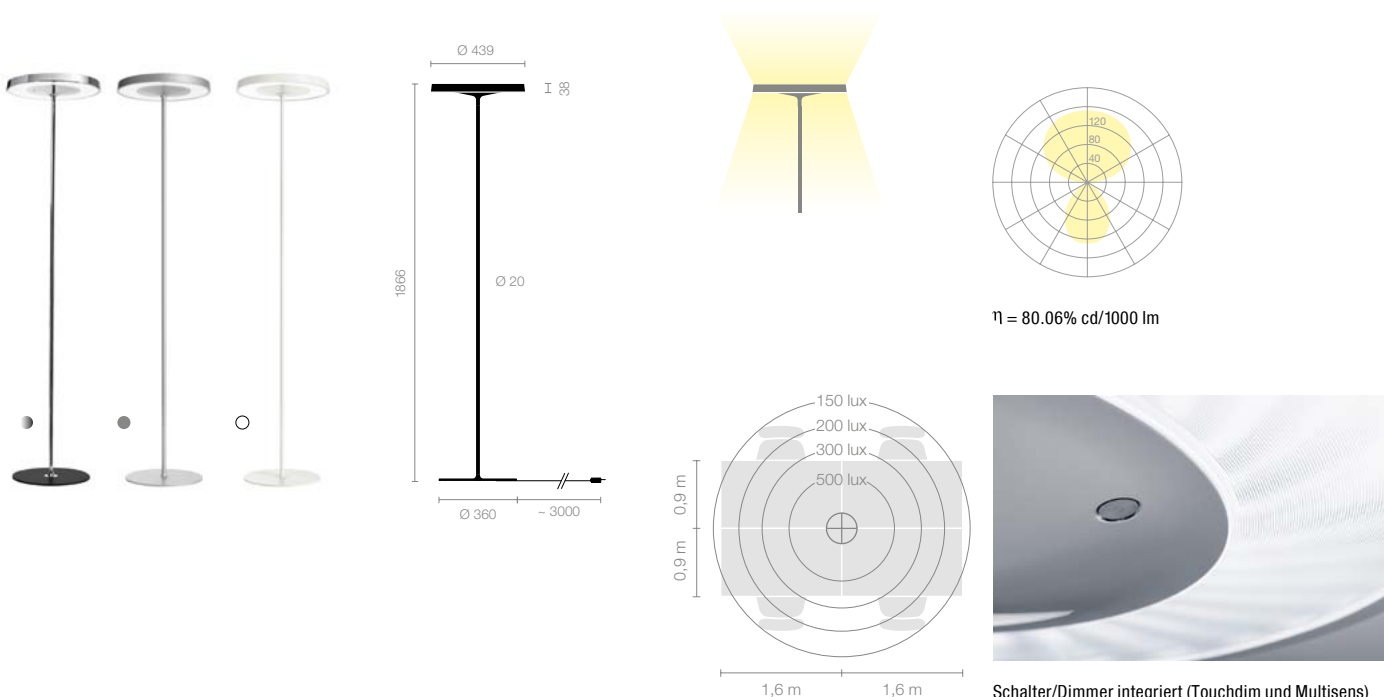 Ø 439
38
1866
Ø 20
Ø 360
~ 3000
120
80
40
η = 80.06% cd/1000 lm
150 lux
200 lux
300 lux
500 lux
0,9 m
0,9 m
1,6 m
1,6 m
Schalter/Dimmer integriert (Touchdim und Multisens)